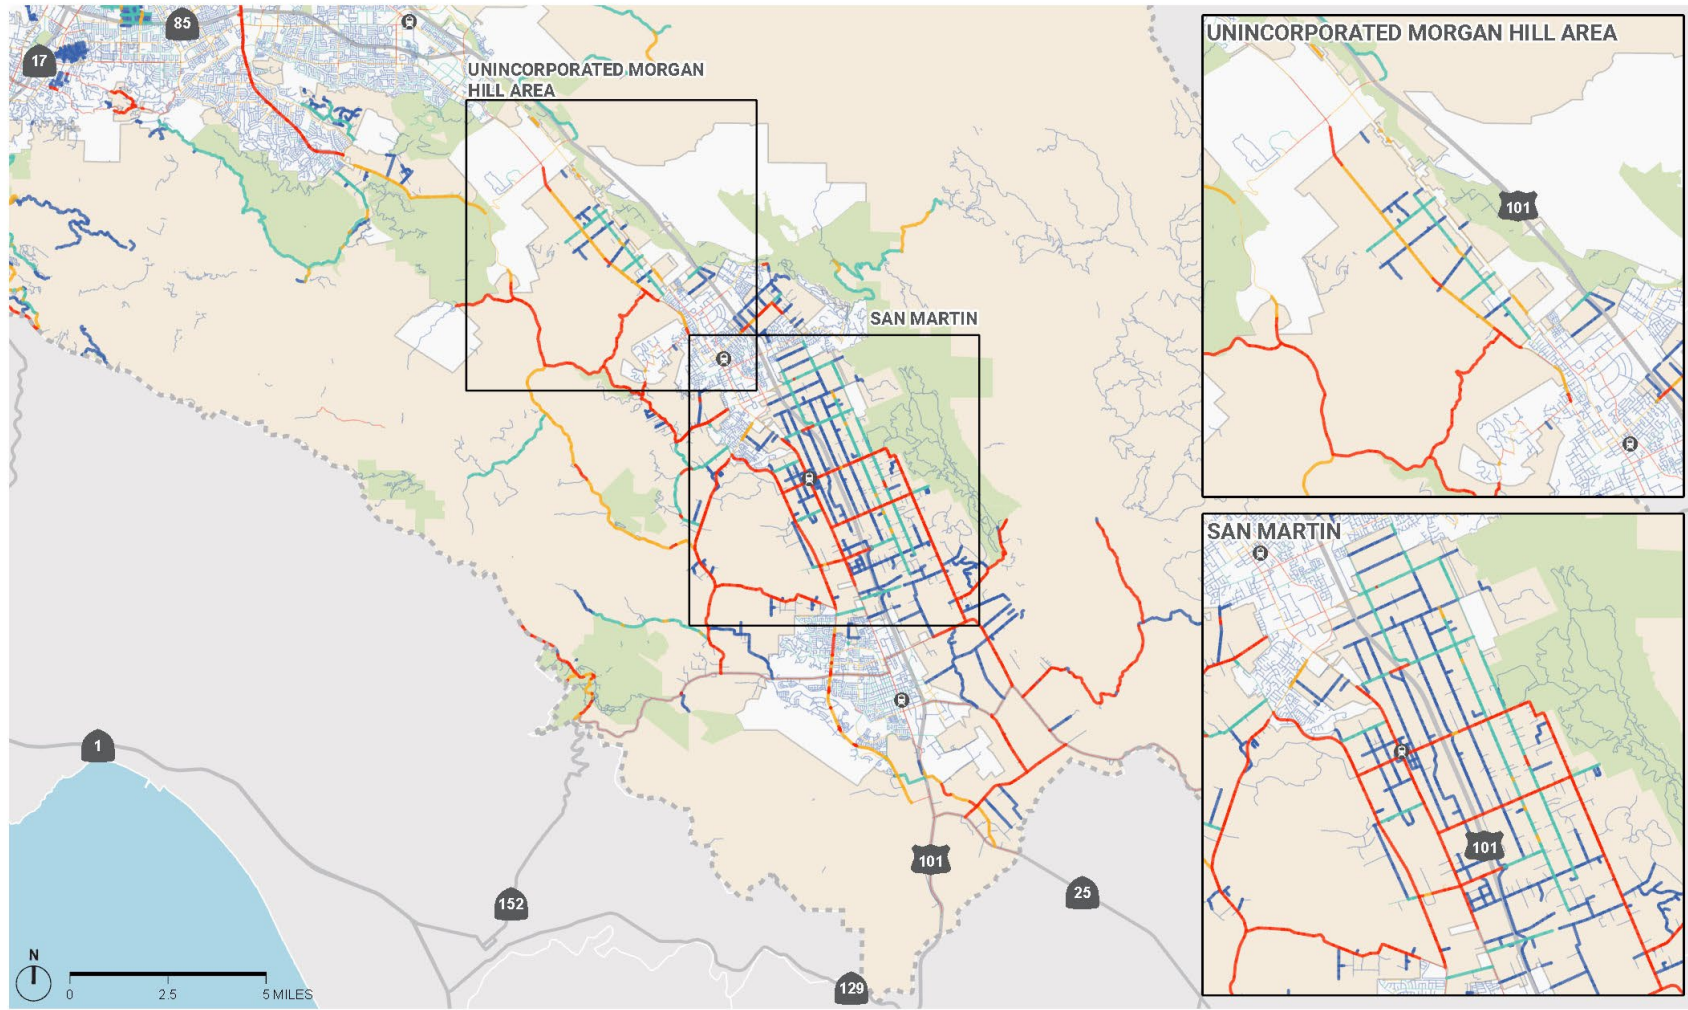 85
17
UNINCORPORATED MORGAN
HILL AREA
SAN MARTIN
1
101
152
25
129
N
0 2.5 5 MILES
UNINCORPORATED MORGAN HILL AREA
101
SAN MARTIN
101